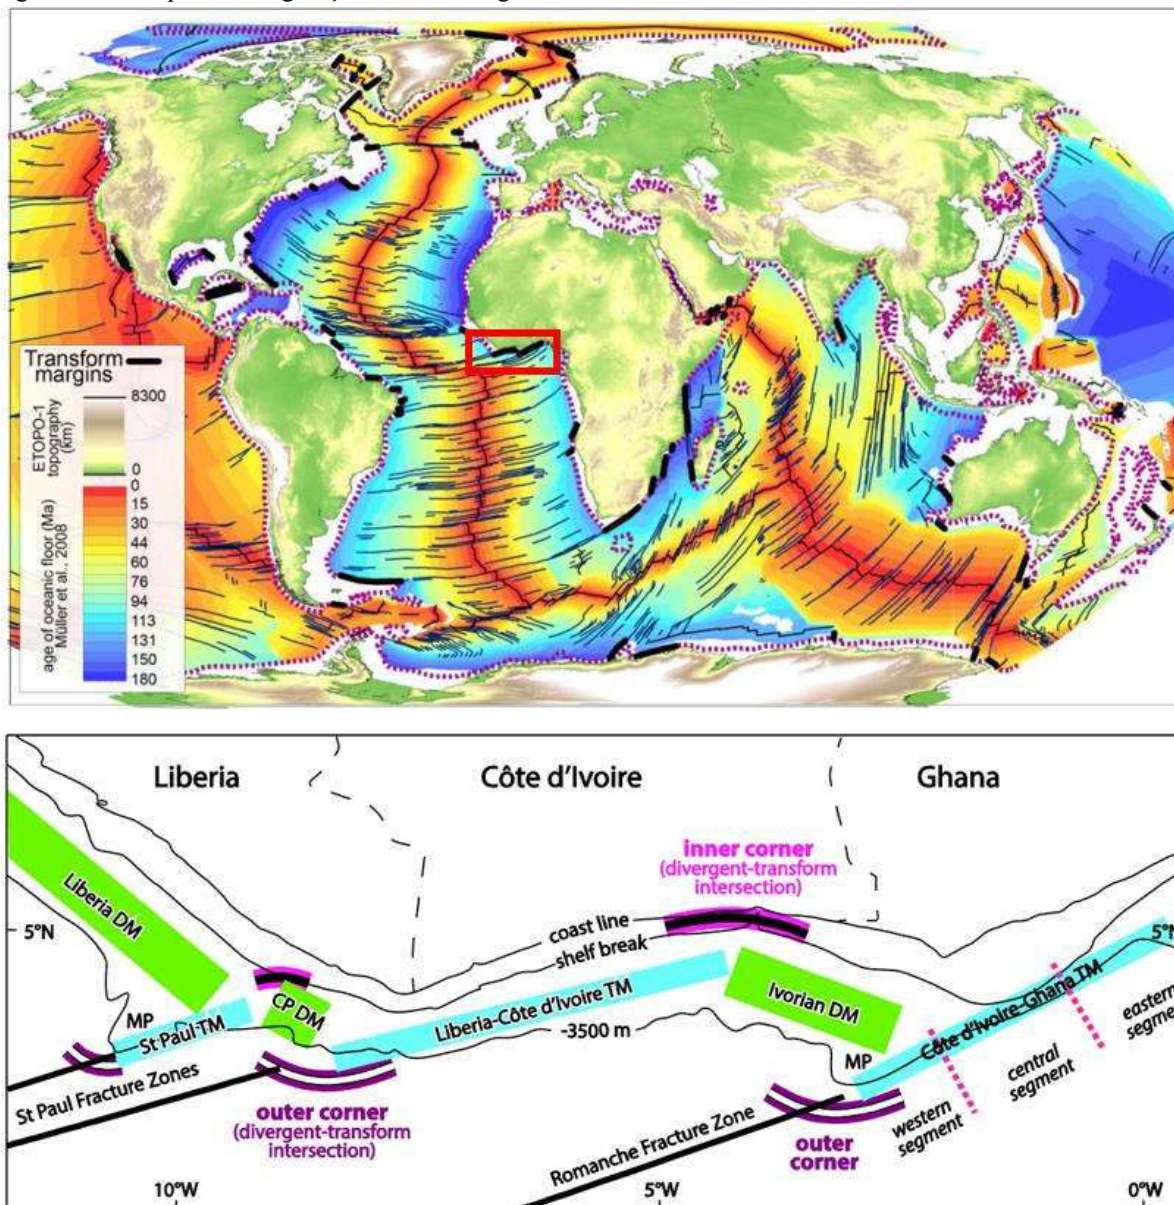 Transform
margins
8300
ETOPO-1
topography
(km)
0
0
15
30
44
60
76
94
113
131
150
180
age of oceanic floor (Ma)
Müller et al., 2008
Liberia
Côte d'Ivoire
Ghana
inner corner
(divergent-transform
intersection)
Liberia DM
5°N
coast line
shelf break
5°N
CP DM
Liberia-Côte d'Ivoire TM
Ivorian DM
Côte d'Ivoire-Ghana TM
MP
St Paul TM
-3500 m
MP
eastern
segment
central
segment
western
segment
St Paul Fracture Zones
outer corner
(divergent-transform
intersection)
Romanche Fracture Zone
outer
corner
10°W
5°W
0°W